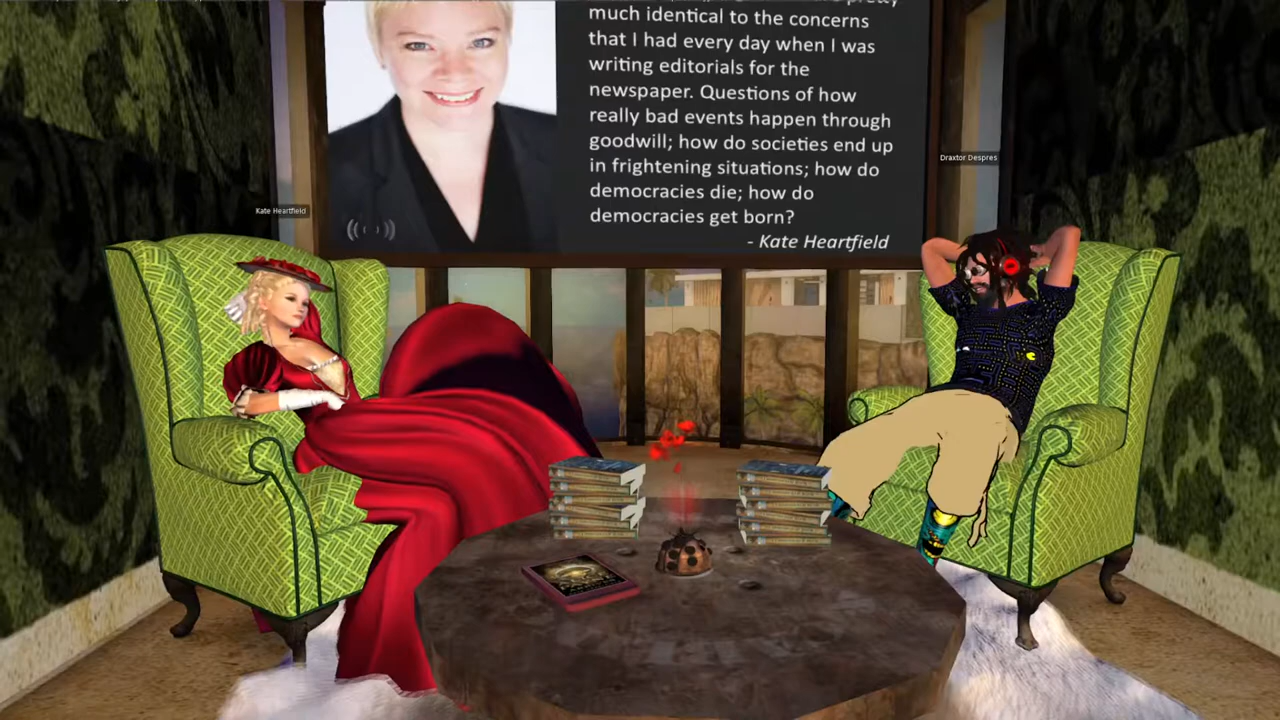 much identical to the concerns
that I had every day when I was
writing editorials for the
newspaper. Questions of how
really bad events happen through
goodwill; how do societies end up
in frightening situations; how do
democracies die; how do
democracies get born?
- Kate Heartfield
Draxtor Despres
Kate Heartfield